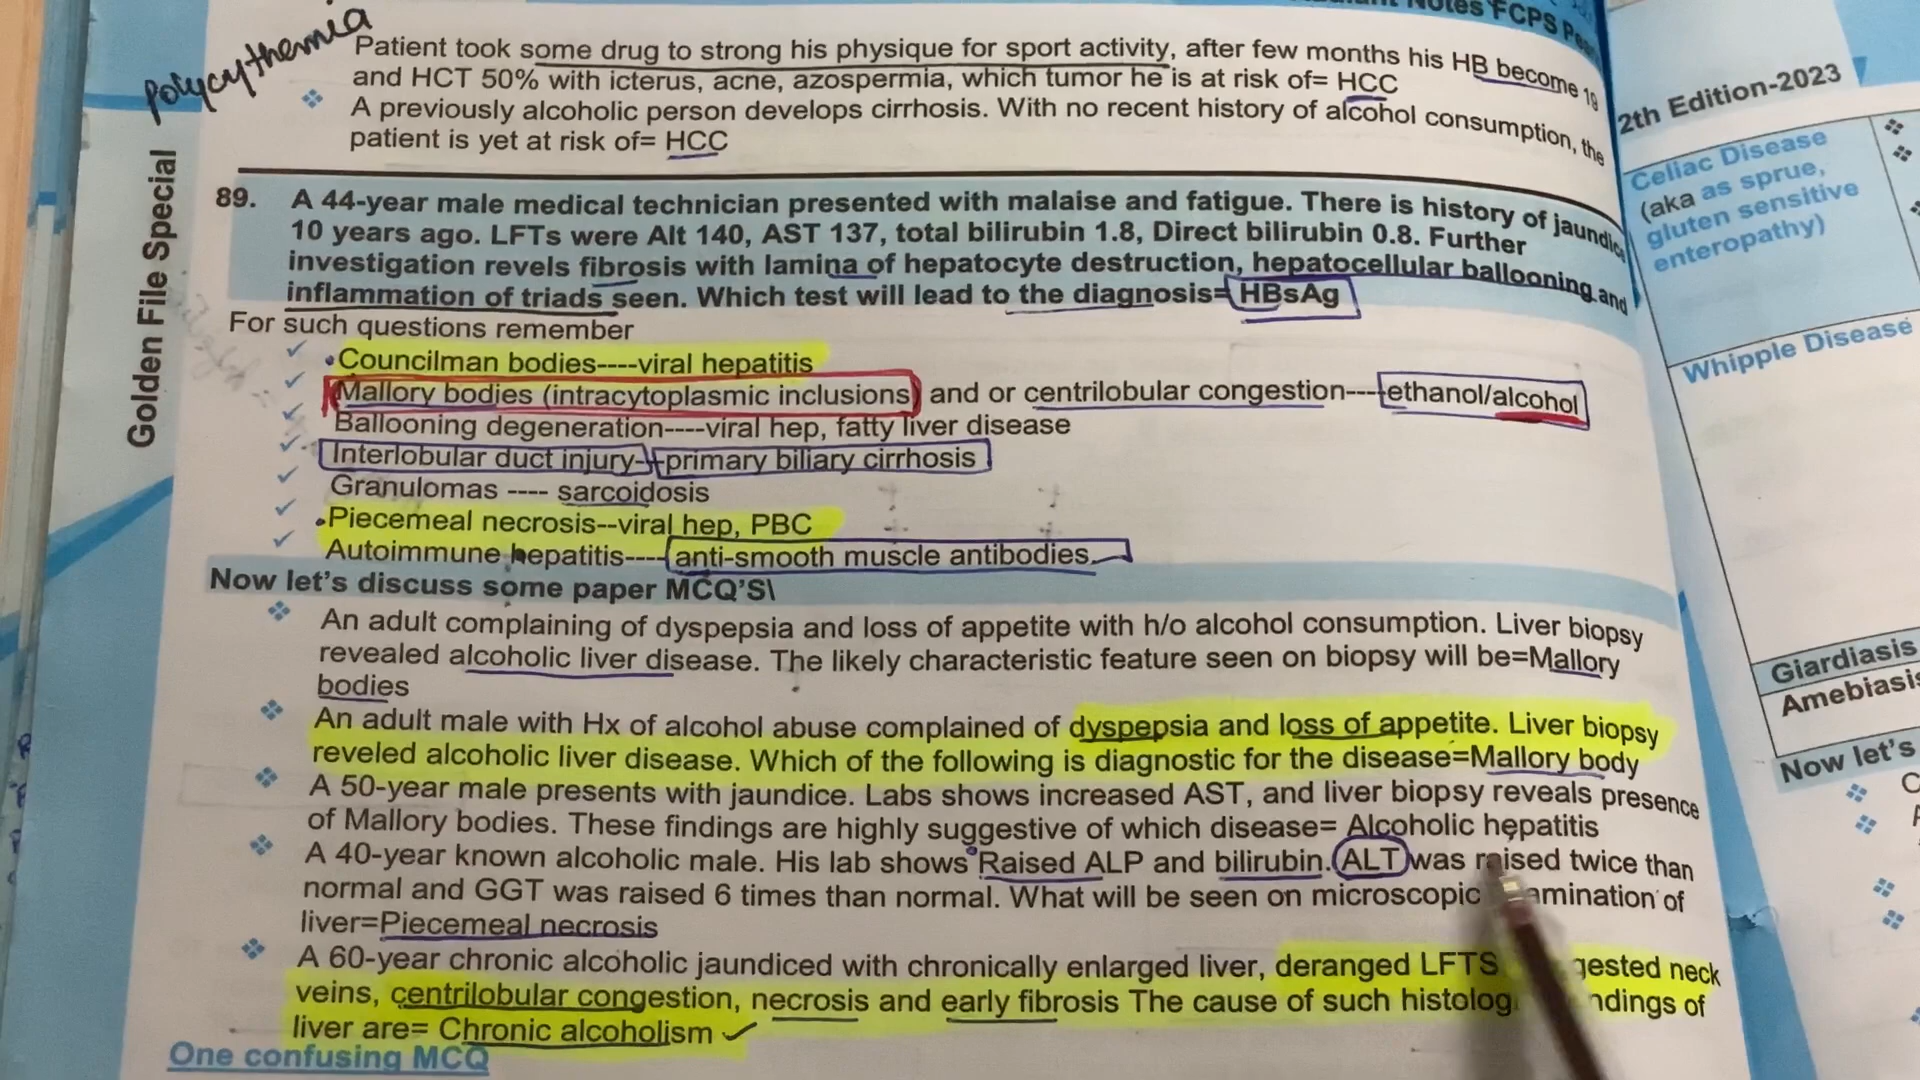 Notes FCPS
polycythemia
Patient took some drug to strong his physique for sport activity, after few months his HB become 19
and HCT 50% with icterus, acne, azospermia, which tumor he is at risk of= HCC
A previously alcoholic person develops cirrhosis. With no recent history of alcohol consumption, the
patient is yet at risk of= HCC
Golden File Special
89. A 44-year male medical technician presented with malaise and fatigue. There is history of jaundice
10 years ago. LFTs were Alt 140, AST 137, total bilirubin 1.8, Direct bilirubin 0.8. Further
investigation revels fibrosis with lamina of hepatocyte destruction, hepatocellular ballooning and
inflammation of triads seen. Which test will lead to the diagnosis= HBsAg
For such questions remember
Councilman bodies----viral hepatitis
Mallory bodies (intracytoplasmic inclusions) and or centrilobular congestion----ethanol/alcohol
Ballooning degeneration----viral hep, fatty liver disease
Interlobular duct injury--primary biliary cirrhosis
Granulomas ---- sarcoidosis
Piecemeal necrosis--viral hep, PBC
Autoimmune hepatitis----anti-smooth muscle antibodies.
Now let's discuss some paper MCQ'S\
An adult complaining of dyspepsia and loss of appetite with h/o alcohol consumption. Liver biopsy
revealed alcoholic liver disease. The likely characteristic feature seen on biopsy will be=Mallory
bodies
An adult male with Hx of alcohol abuse complained of dyspepsia and loss of appetite. Liver biopsy
reveled alcoholic liver disease. Which of the following is diagnostic for the disease=Mallory body
A 50-year male presents with jaundice. Labs shows increased AST, and liver biopsy reveals presence
of Mallory bodies. These findings are highly suggestive of which disease= Alcoholic hepatitis
A 40-year known alcoholic male. His lab shows Raised ALP and bilirubin. ALT was raised twice than
normal and GGT was raised 6 times than normal. What will be seen on microscopic of
liver=Piecemeal necrosis
A 60-year chronic alcoholic jaundiced with chronically enlarged liver, deranged LFTS neck
veins, centrilobular congestion, necrosis and early fibrosis The cause of such of
liver are= Chronic alcoholism
One confusing MCQ
2th Edition-2023
Celiac Disease
(aka as sprue,
gluten sensitive
enteropathy)
Whipple Disease
Giardiasis
Now let's